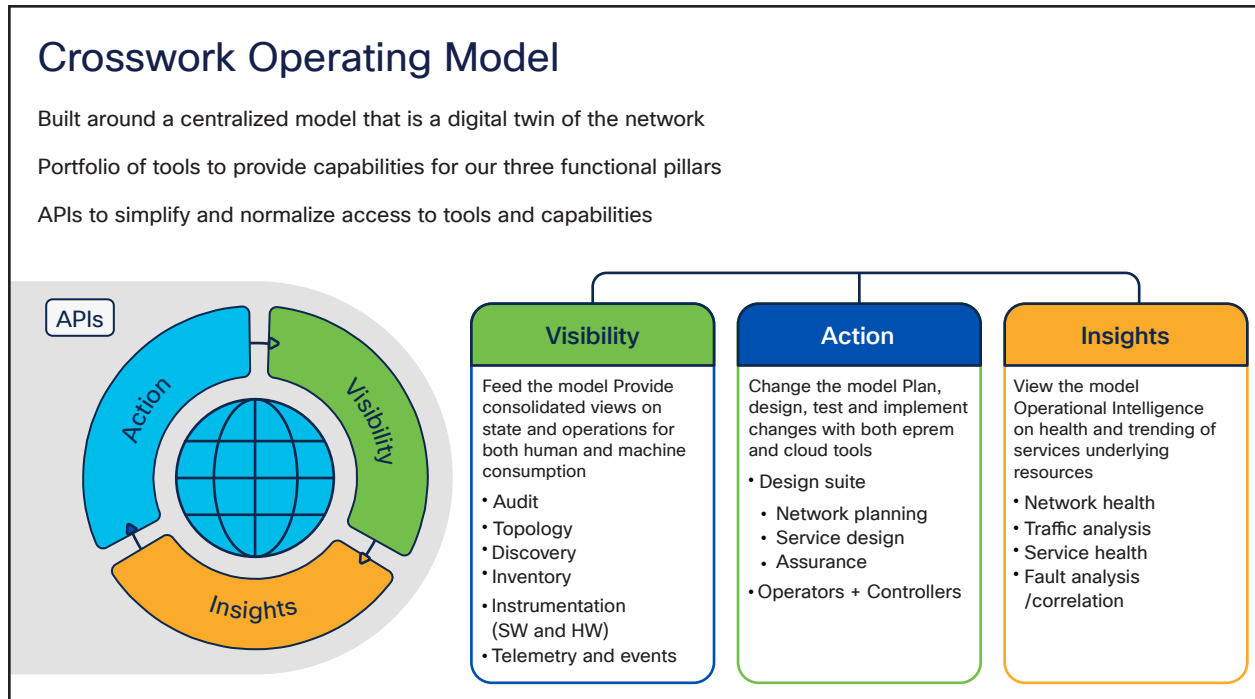 Crosswork Operating Model
Built around a centralized model that is a digital twin of the network
Portfolio of tools to provide capabilities for our three functional pillars
APIs to simplify and normalize access to tools and capabilities
APIs
Action
Visibility
Insights
Visibility
Feed the model Provide
consolidated views on
state and operations for
both human and machine
consumption
• Audit
• Topology
• Discovery
• Inventory
• Instrumentation
(SW and HW)
• Telemetry and events
Action
Change the model Plan,
design, test and implement
changes with both eprem
and cloud tools
• Design suite
• Network planning
• Service design
• Assurance
• Operators + Controllers
Insights
View the model
Operational Intelligence
on health and trending of
services underlying
resources
• Network health
• Traffic analysis
• Service health
• Fault analysis
/correlation